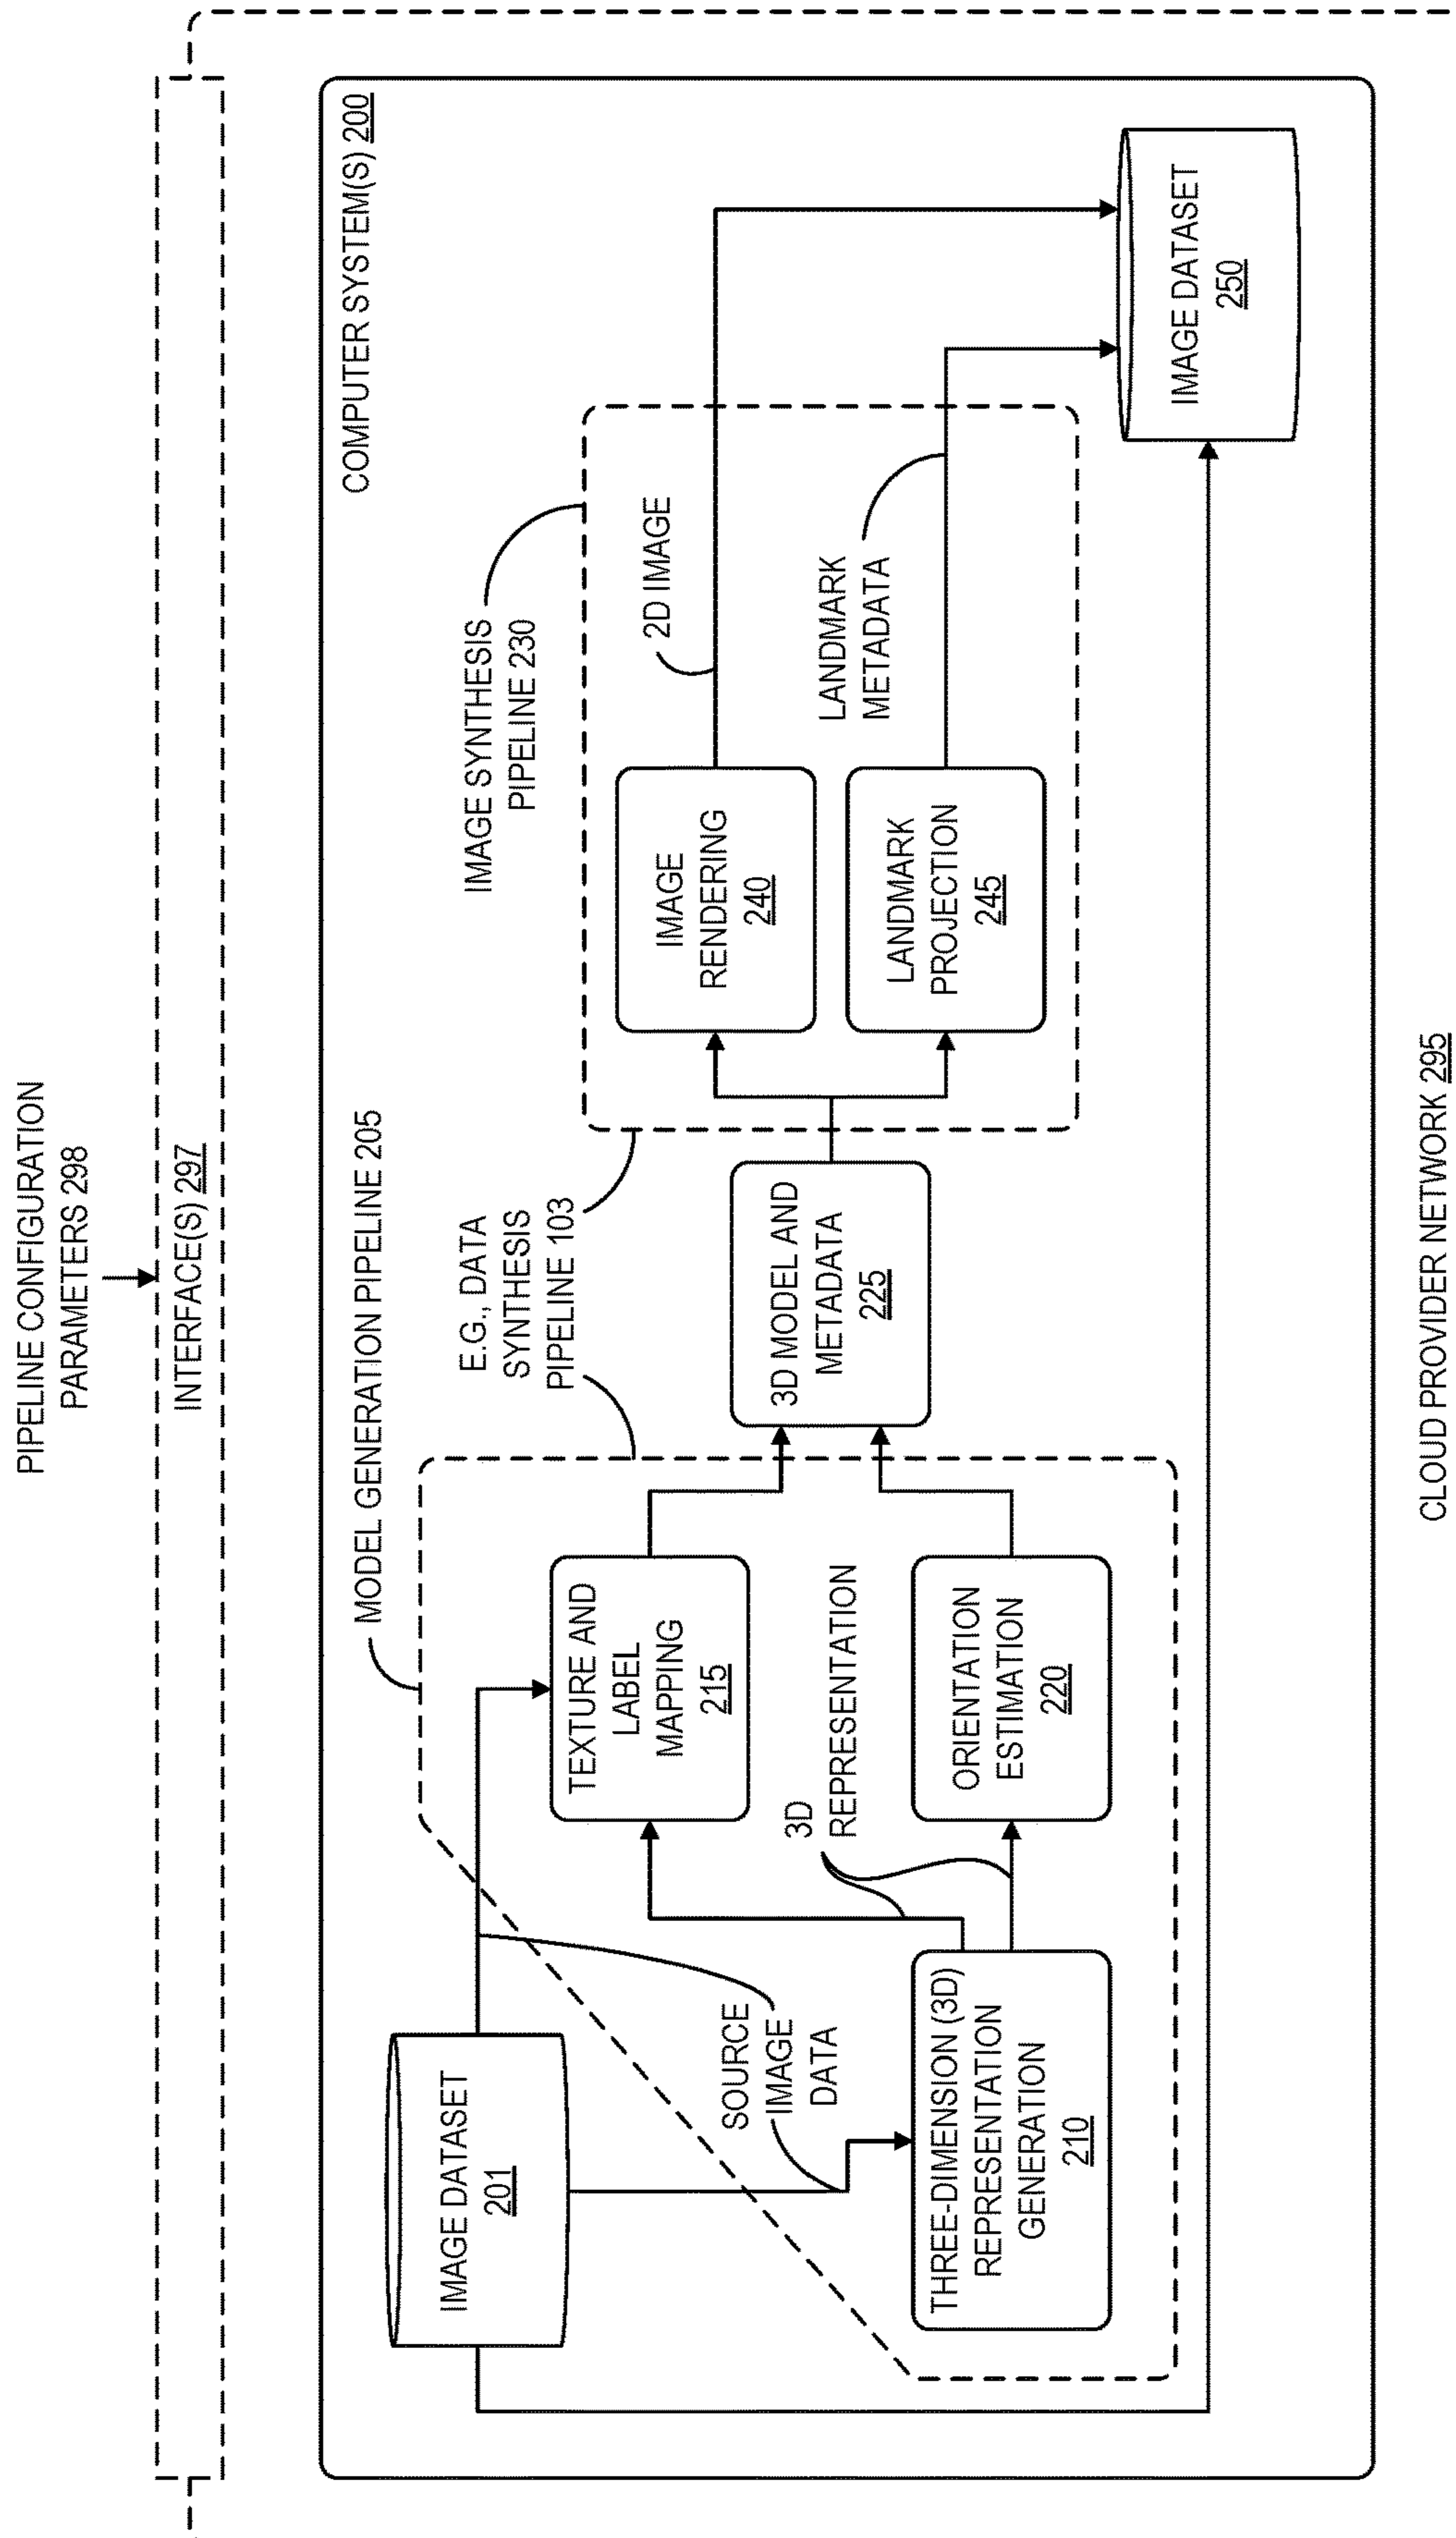 PIPELINE CONFIGURATION
PARAMETERS 298
INTERFACE(S) 297
COMPUTER SYSTEM(S) 200
MODEL GENERATION PIPELINE 205
IMAGE DATASET
201
SOURCE
IMAGE
DATA
THREE-DIMENSION (3D)
REPRESENTATION
GENERATION
210
3D
REPRESENTATION
TEXTURE AND
LABEL
MAPPING
215
ORIENTATION
ESTIMATION
220
E.G., DATA
SYNTHESIS
PIPELINE 103
3D MODEL AND
METADATA
225
IMAGE SYNTHESIS
PIPELINE 230
IMAGE
RENDERING
240
LANDMARK
PROJECTION
245
2D IMAGE
LANDMARK
METADATA
IMAGE DATASET
250
CLOUD PROVIDER NETWORK 295